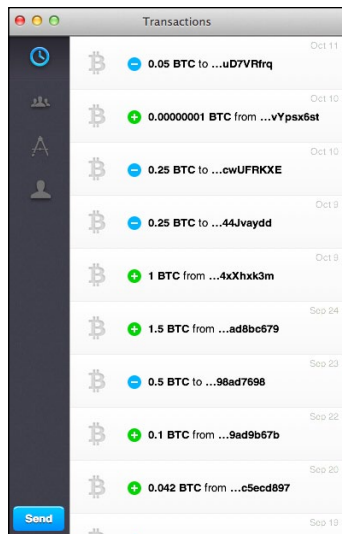 Transactions
Oct 11
0.05 BTC to ...uD7VRfrq
Oct 10
0.00000001 BTC from ...vYpsx6st
Oct 10
0.25 BTC to ...cwUFRKXE
Oct 9
0.25 BTC to ...44Jvaydd
Oct 9
1 BTC from ...4xXhxk3m
Sep 24
1.5 BTC from ...ad8bc679
Sep 23
0.5 BTC to ...98ad7698
Sep 22
0.1 BTC from ...9ad9b67b
Sep 20
0.042 BTC from ...c5ecd897
Sep 19
Send